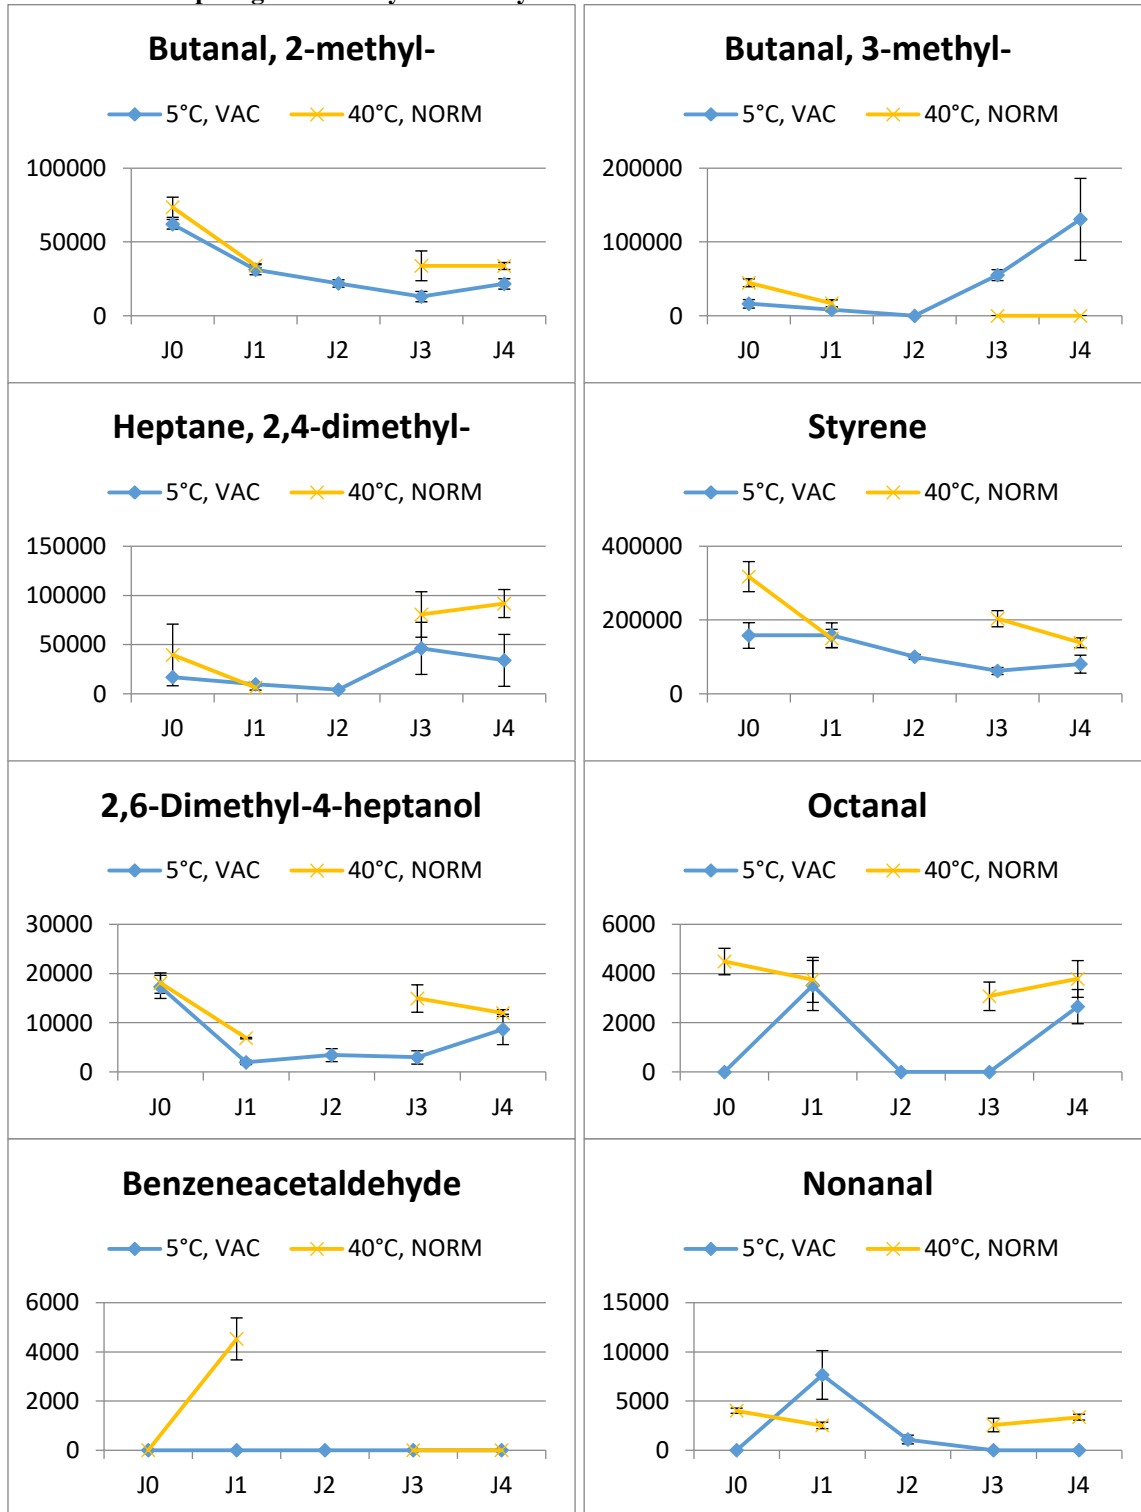 Butanal, 2-methyl-
5°C, VAC 40°C, NORM
100000
50000
0
J0 J1 J2 J3 J4
Butanal, 3-methyl-
5°C, VAC 40°C, NORM
200000
100000
0
J0 J1 J2 J3 J4
Heptane, 2,4-dimethyl-
5°C, VAC 40°C, NORM
150000
100000
50000
0
J0 J1 J2 J3 J4
Styrene
5°C, VAC 40°C, NORM
400000
200000
0
J0 J1 J2 J3 J4
2,6-Dimethyl-4-heptanol
5°C, VAC 40°C, NORM
30000
20000
10000
0
J0 J1 J2 J3 J4
Octanal
5°C, VAC 40°C, NORM
6000
4000
2000
0
J0 J1 J2 J3 J4
Benzeneacetaldehyde
5°C, VAC 40°C, NORM
6000
4000
2000
0
J0 J1 J2 J3 J4
Nonanal
5°C, VAC 40°C, NORM
15000
10000
5000
0
J0 J1 J2 J3 J4